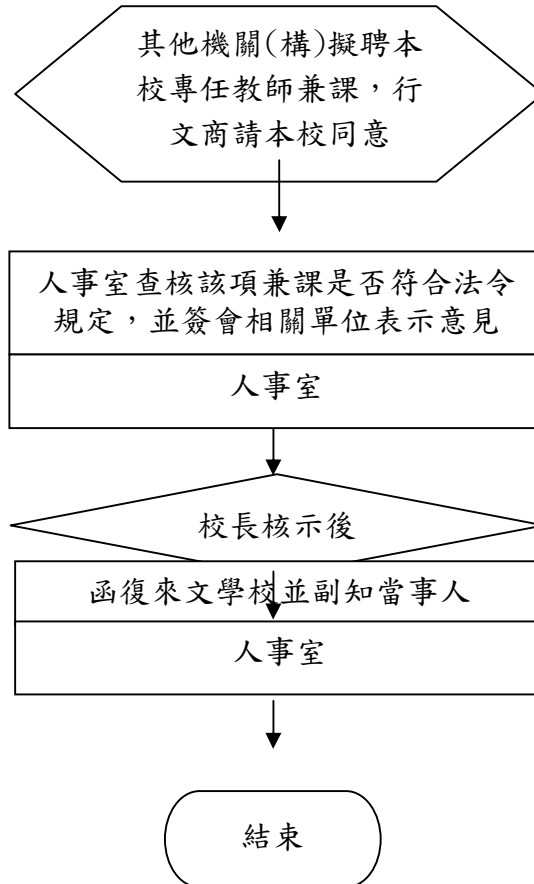 其他機關(構)擬聘本
校專任教師兼課，行
文商請本校同意
人事室查核該項兼課是否符合法令
規定，並簽會相關單位表示意見
人事室
校長核示後
函復來文學校並副知當事人
人事室
結束